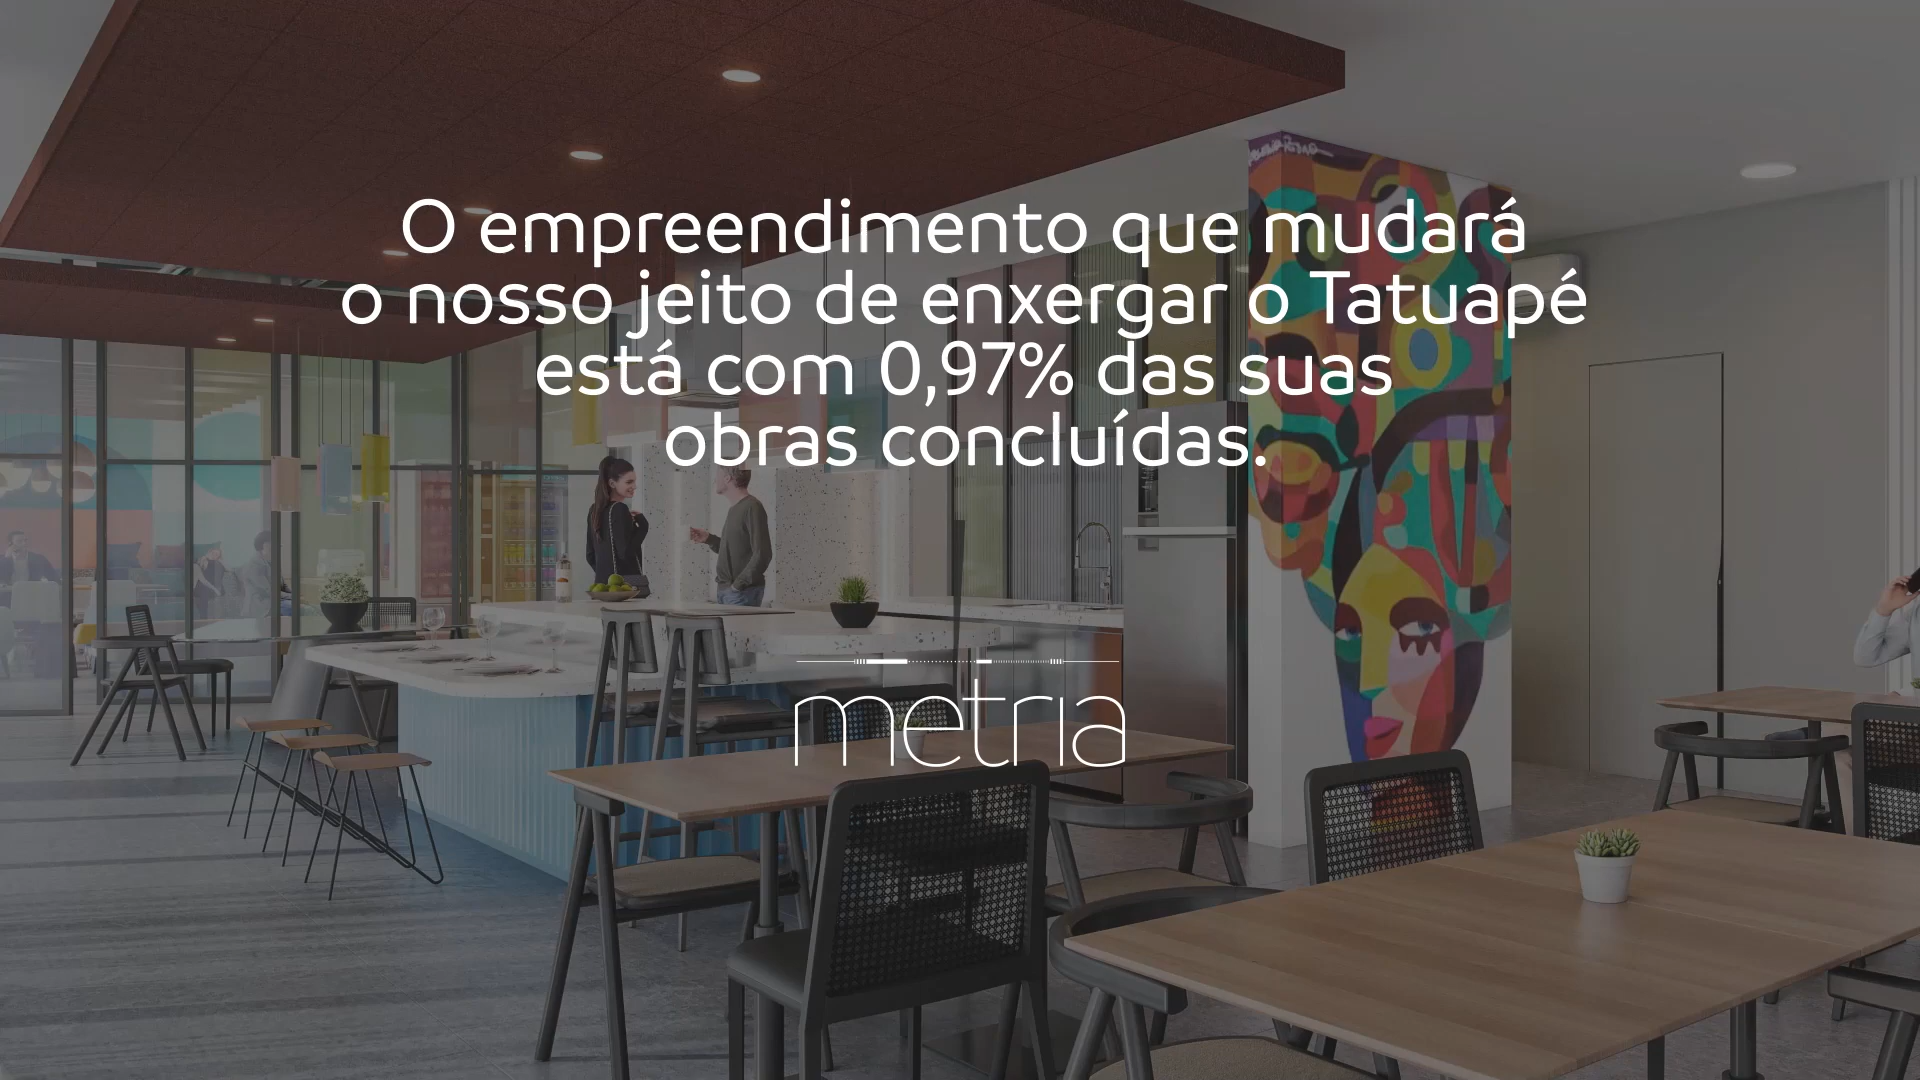 O empreendimento que mudará
o nosso jeito de enxergar o Tatuapé
está com 0,97% das suas
obras concluídas.
metria